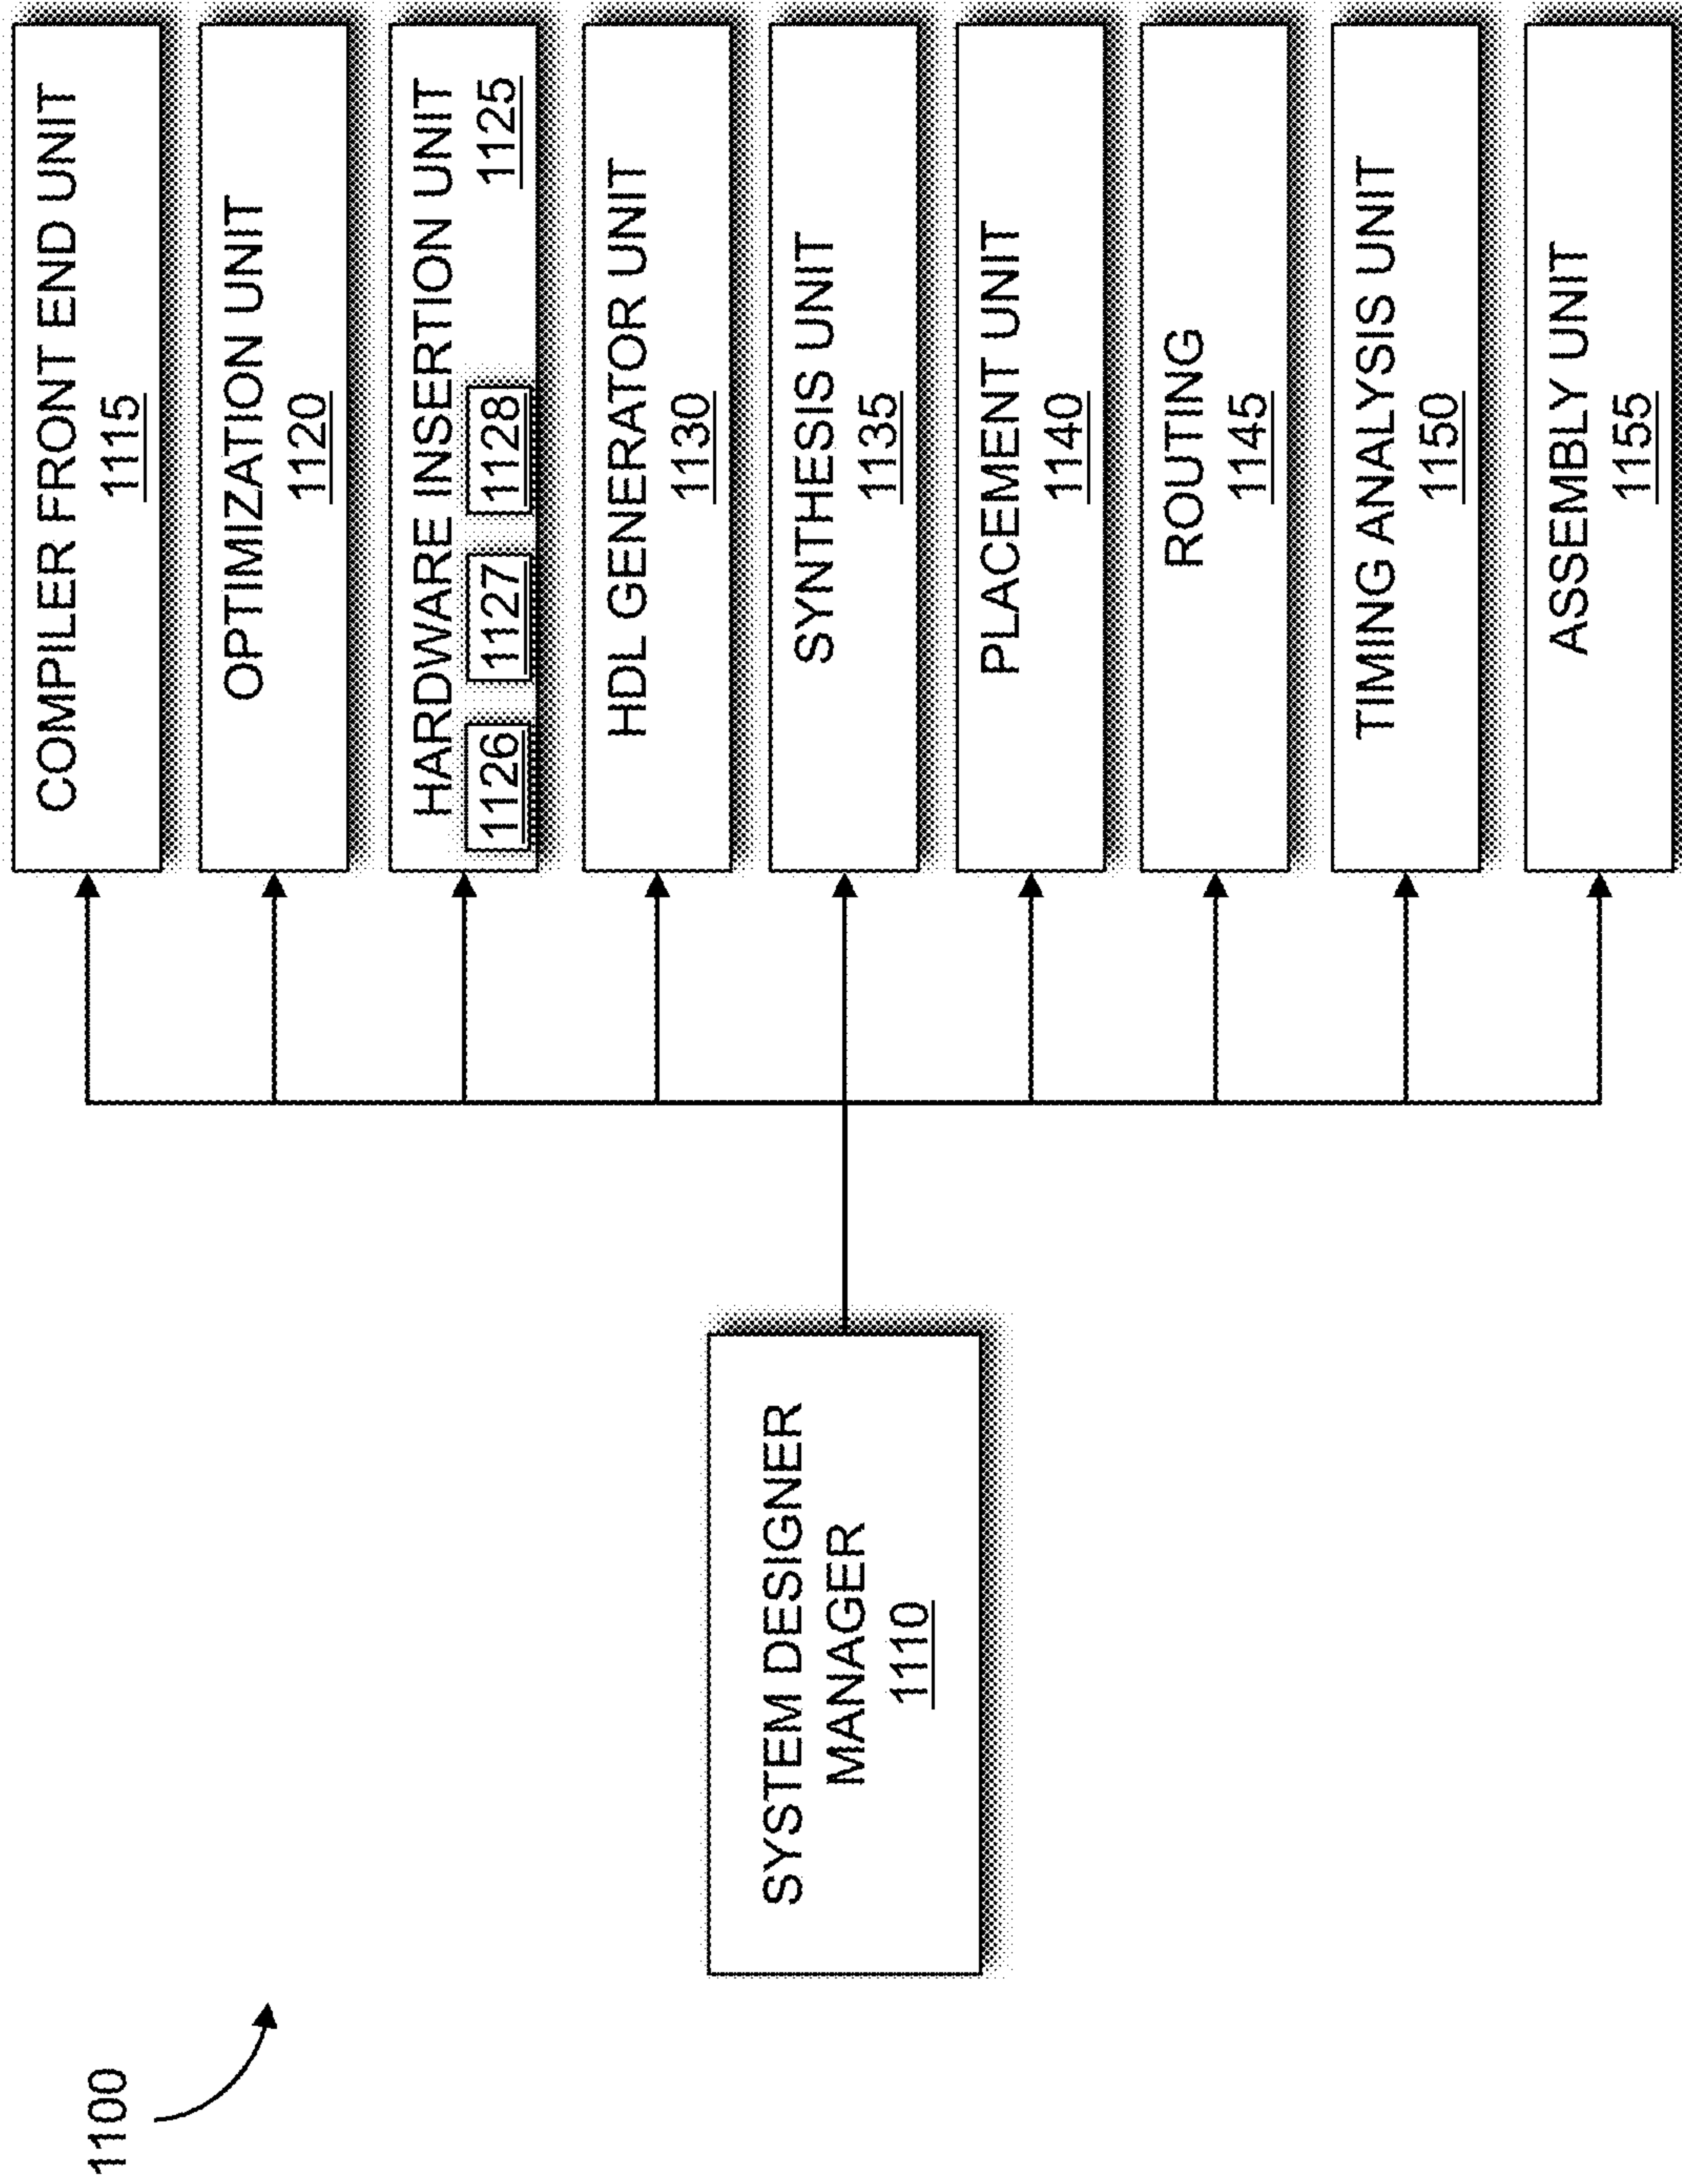 1100
SYSTEM DESIGNER
MANAGER
1110
COMPILER FRONT END UNIT
1115
OPTIMIZATION UNIT
1120
HARDWARE INSERTION UNIT
1126 1127 1128 1125
HDL GENERATOR UNIT
1130
SYNTHESIS UNIT
1135
PLACEMENT UNIT
1140
ROUTING
1145
TIMING ANALYSIS UNIT
1150
ASSEMBLY UNIT
1155